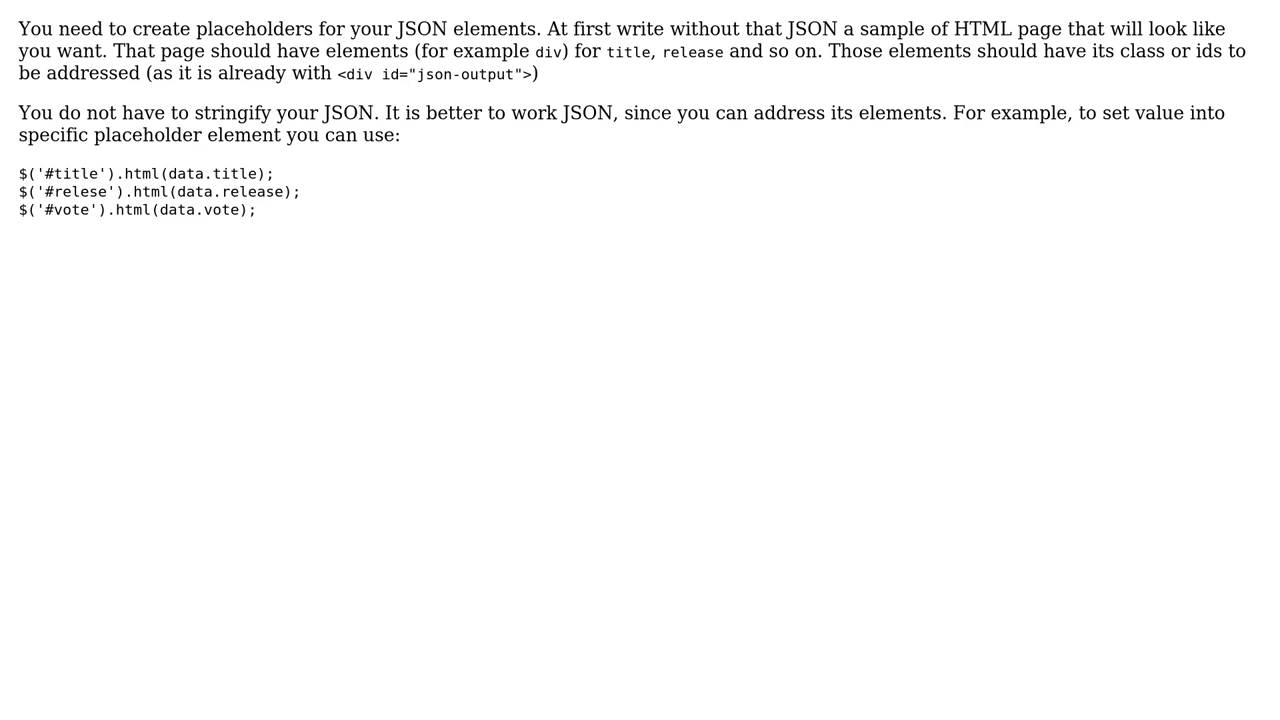 You need to create placeholders for your JSON elements. At first write without that JSON a sample of HTML page that will look like
you want. That page should have elements (for example div) for title, release and so on. Those elements should have its class or ids to
be addressed (as it is already with <div id="json-output">)
You do not have to stringify your JSON. It is better to work JSON, since you can address its elements. For example, to set value into
specific placeholder element you can use:
$('#title').html(data.title);
$('#relese').html(data.release);
$('#vote').html(data.vote);